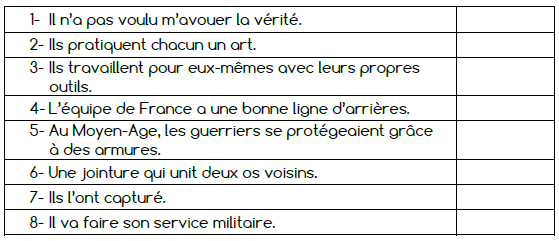 1- Il n'a pas voulu m'avouer la vérité.
2- Ils pratiquent chacun un art.
3- Ils travaillent pour eux-mêmes avec leurs propres
outils.
4- L'équipe de France a une bonne ligne d'arrières.
5- Au Moyen-Age, les guerriers se protégeaient grâce
à des armures.
6- Une jointure qui unit deux os voisins.
7- Ils l'ont capturé.
8- Il va faire son service militaire.